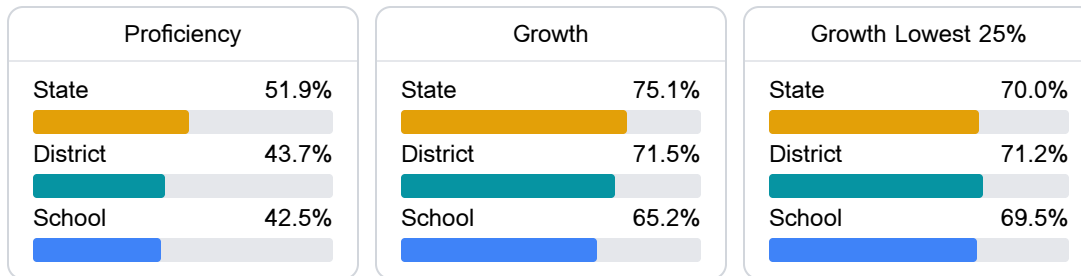 Proficiency
State 51.9%
District 43.7%
School 42.5%
Growth
State 75.1%
District 71.5%
School 65.2%
Growth Lowest 25%
State 70.0%
District 71.2%
School 69.5%